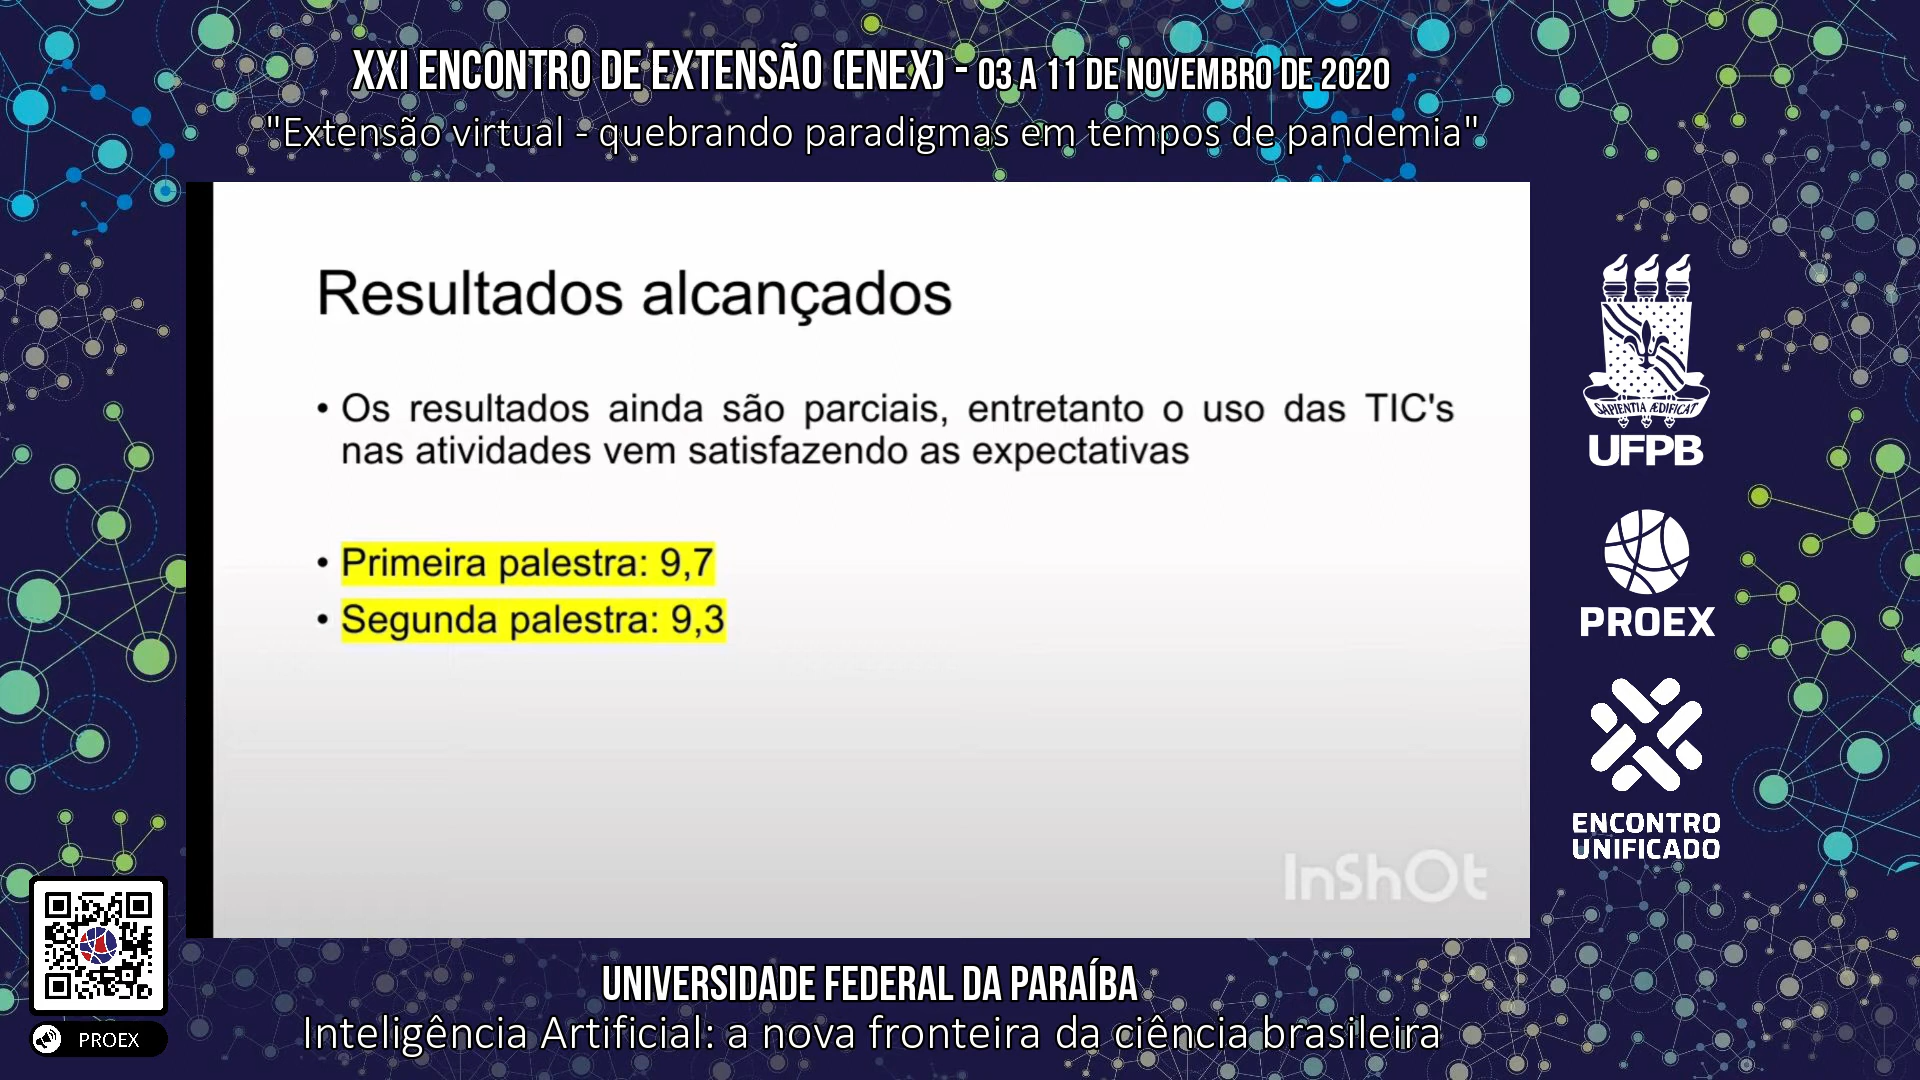 XXI ENCONTRO DE EXTENSÃO (ENEX) - 03 A 11 DE NOVEMBRO DE 2020
"Extensão virtual - quebrando paradigmas em tempos de pandemia"
Resultados alcançados
• Os resultados ainda são parciais, entretanto o uso das TIC's
nas atividades vem satisfazendo as expectativas
• Primeira palestra: 9,7
• Segunda palestra: 9,3
InShOt
SAPIENTIA ÆDIFICAT
UFPB
PROEX
ENCONTRO
UNIFICADO
PROEX
UNIVERSIDADE FEDERAL DA PARAÍBA
Inteligência Artificial: a nova fronteira da ciência brasileira